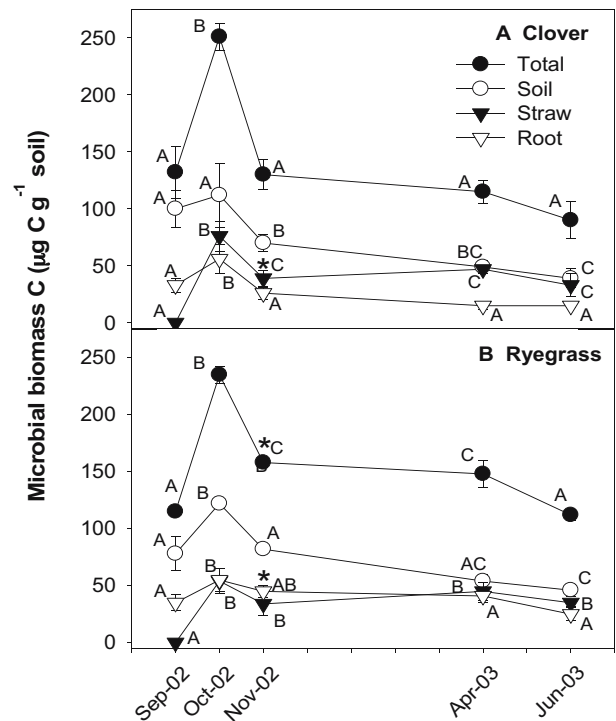 Microbial biomass C (µg C g⁻¹ soil)
A Clover
Total
Soil
Straw
Root
250
200
150
100
50
0
B
A
A
A
A
A
A
B
B
B
A
B
* C
A
BC
C
A
C
C
A
B Ryegrass
250
200
150
100
50
0
B
A
* C
C
A
B
A
A
AC
C
A
B
B
A
* AB
B
B
A
B
A
Sep-02
Oct-02
Nov-02
Apr-03
Jun-03